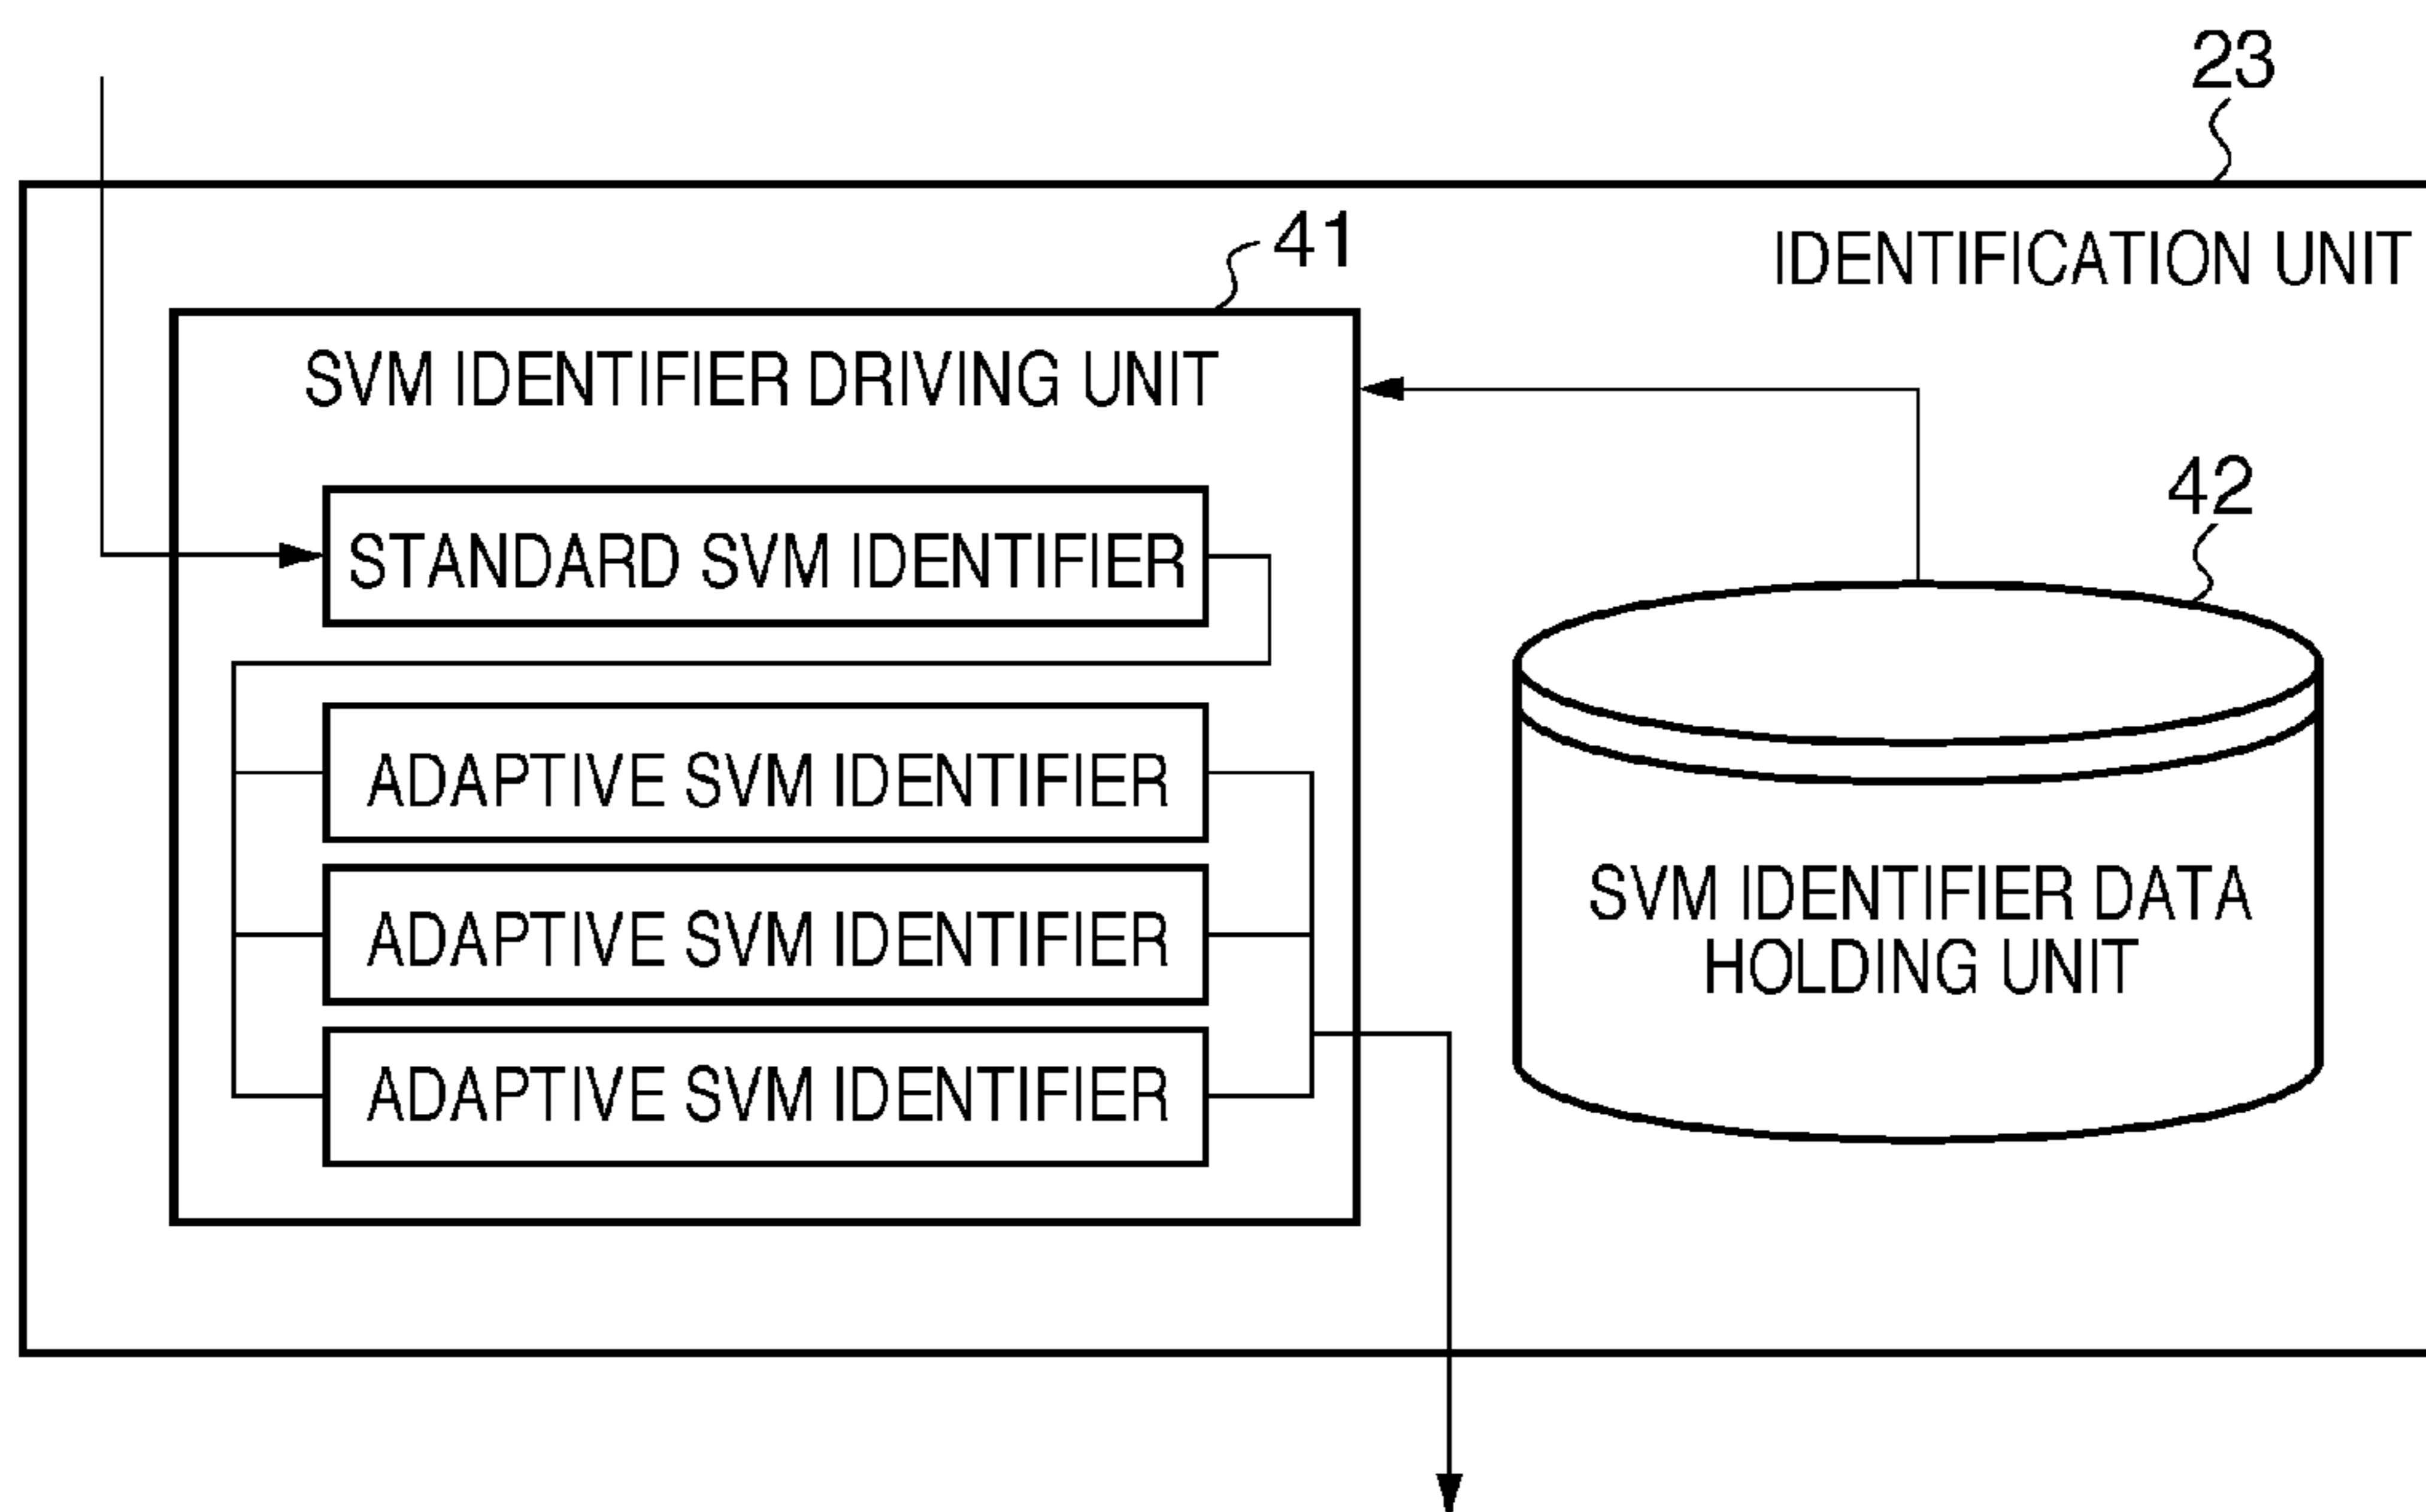 23
IDENTIFICATION UNIT
41
SVM IDENTIFIER DRIVING UNIT
STANDARD SVM IDENTIFIER
ADAPTIVE SVM IDENTIFIER
ADAPTIVE SVM IDENTIFIER
ADAPTIVE SVM IDENTIFIER
42
SVM IDENTIFIER DATA
HOLDING UNIT